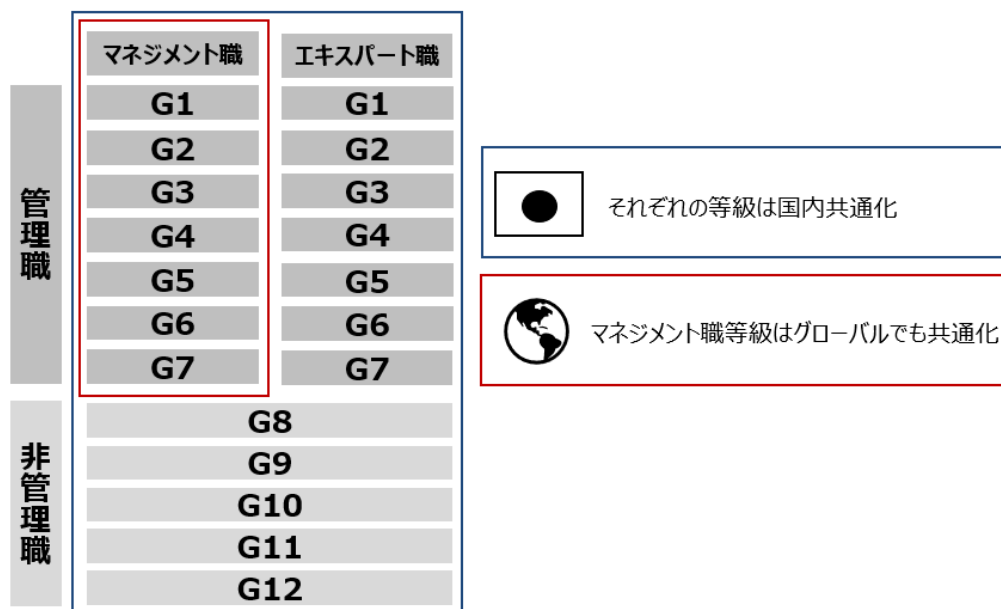 マネジメント職
エキスパート職
管理職
G1
G1
G2
G2
G3
G3
G4
G4
G5
G5
G6
G6
G7
G7
非管理職
G8
G9
G10
G11
G12
それぞれの等級は国内共通化
マネジメント職等級はグローバルでも共通化